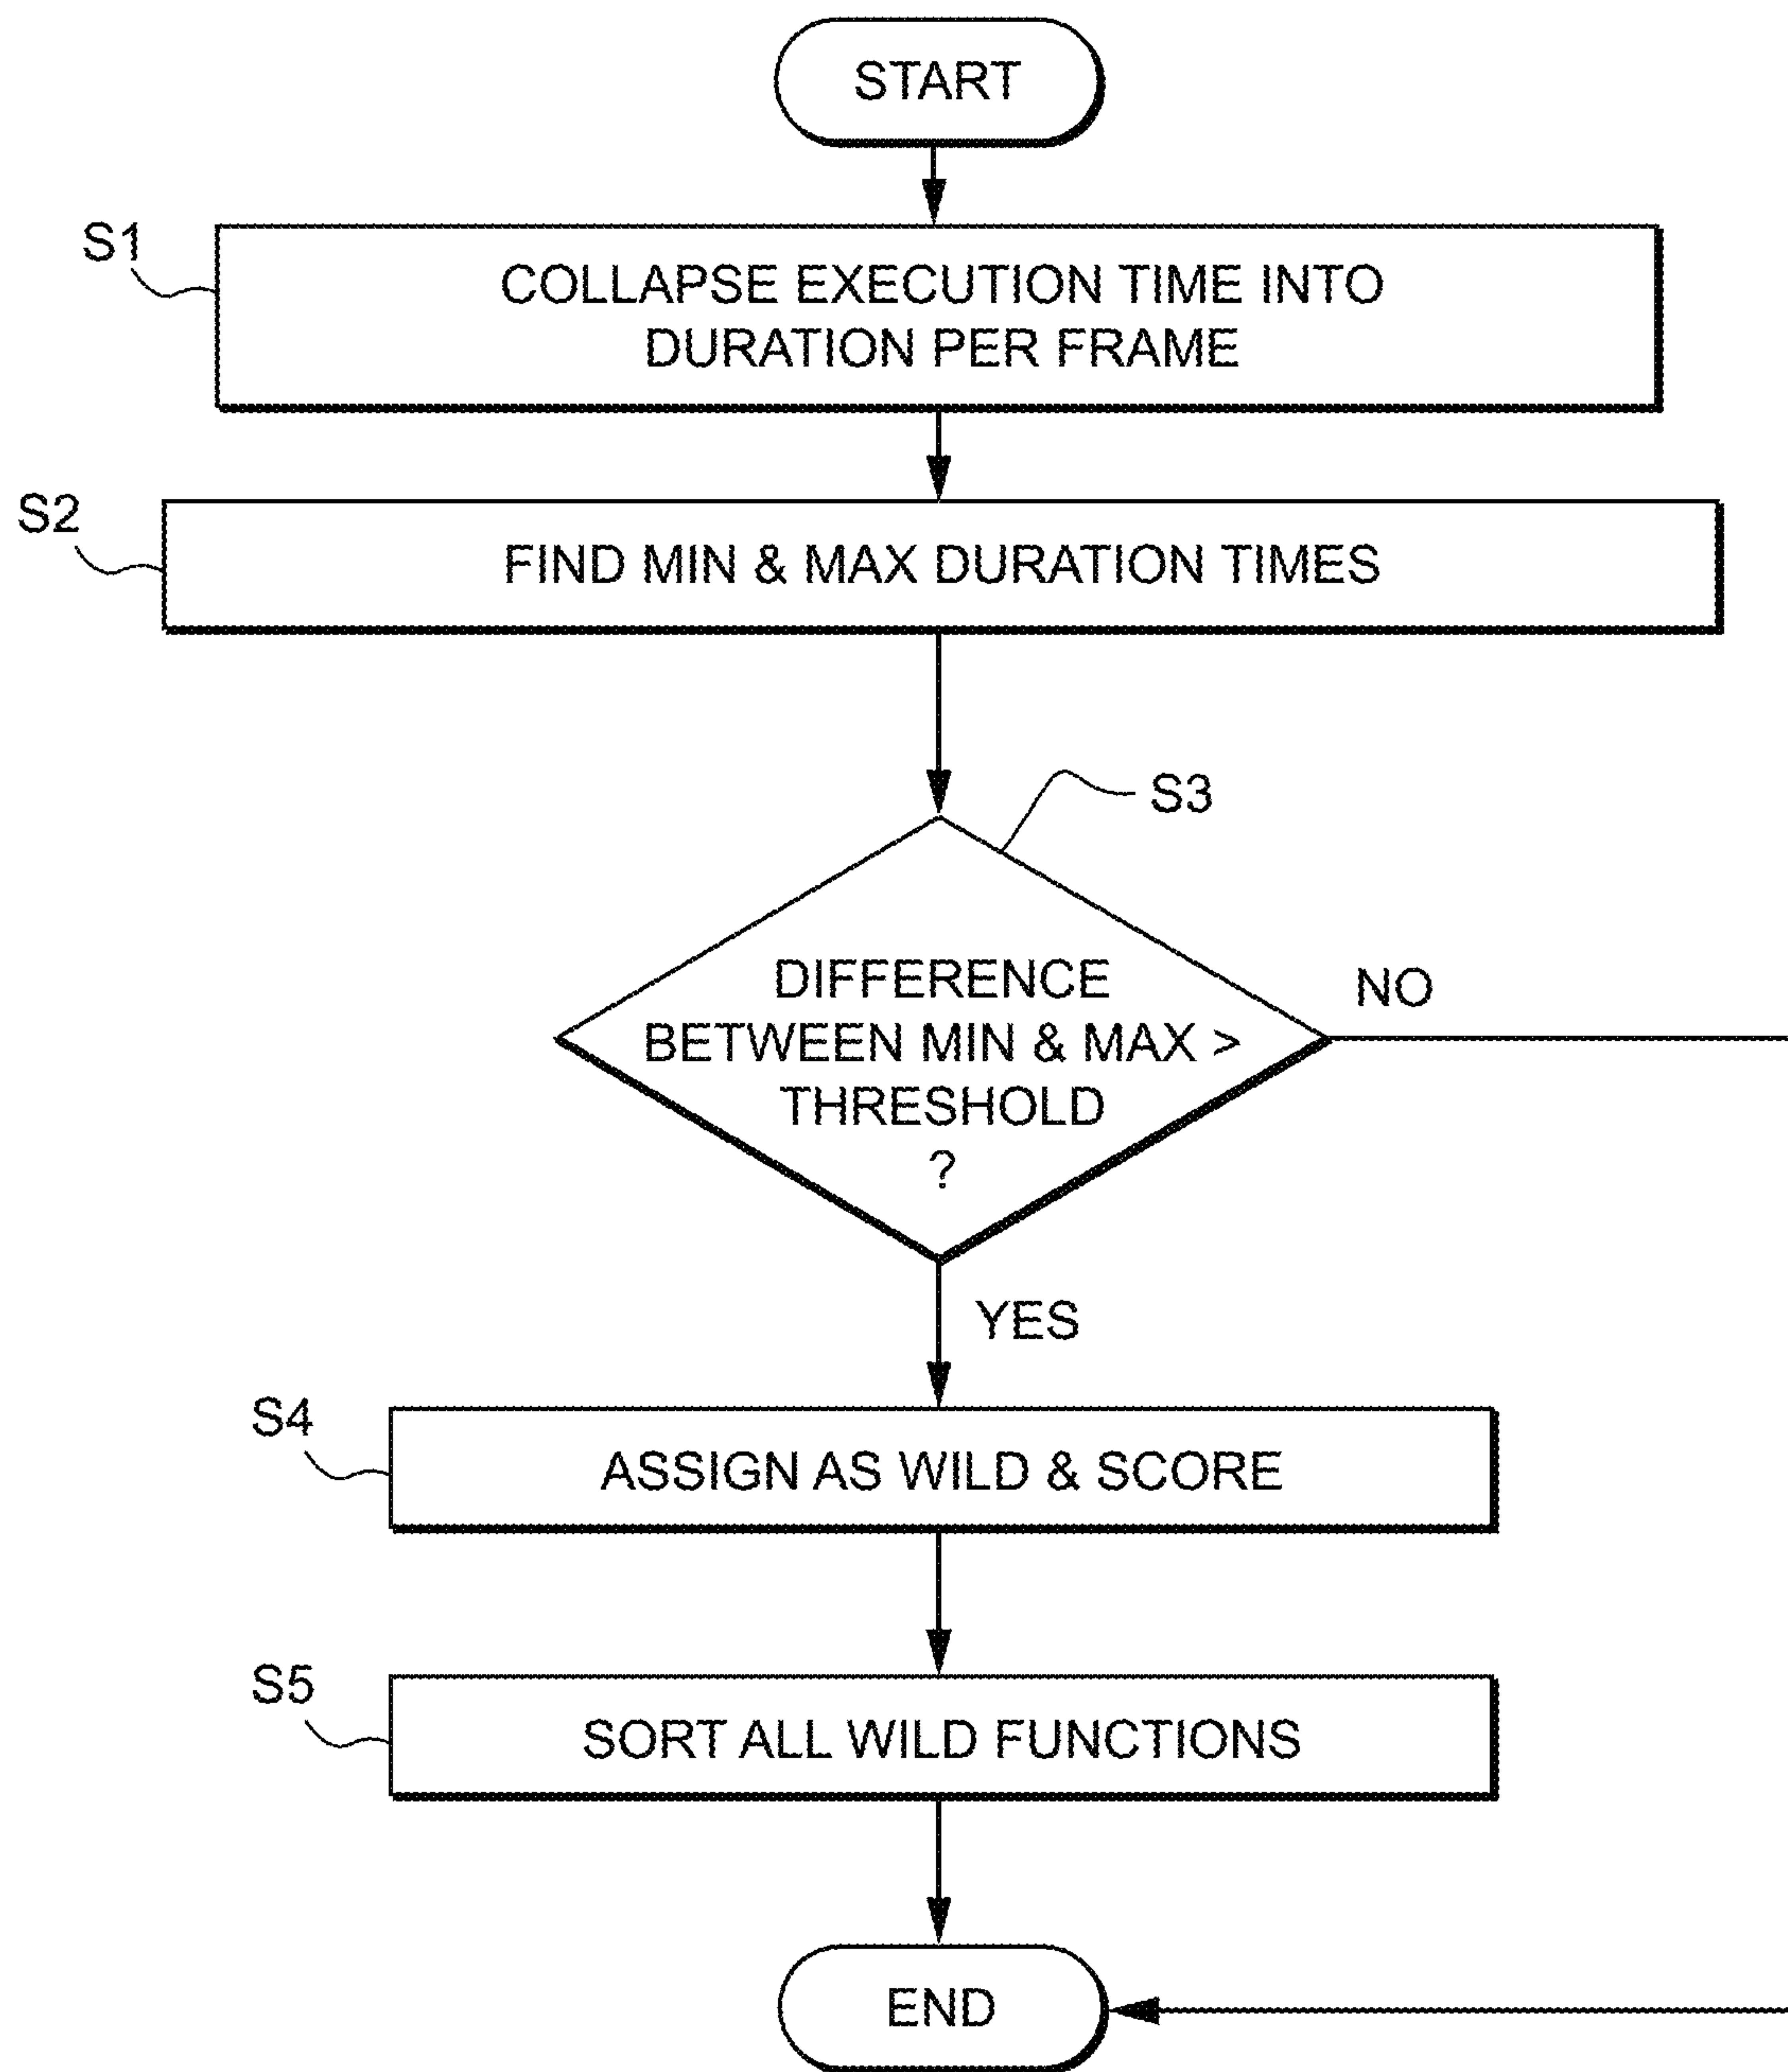 START
S1
COLLAPSE EXECUTION TIME INTO
DURATION PER FRAME
S2
FIND MIN & MAX DURATION TIMES
S3
DIFFERENCE
BETWEEN MIN & MAX >
THRESHOLD
?
NO
YES
S4
ASSIGN AS WILD & SCORE
S5
SORT ALL WILD FUNCTIONS
END